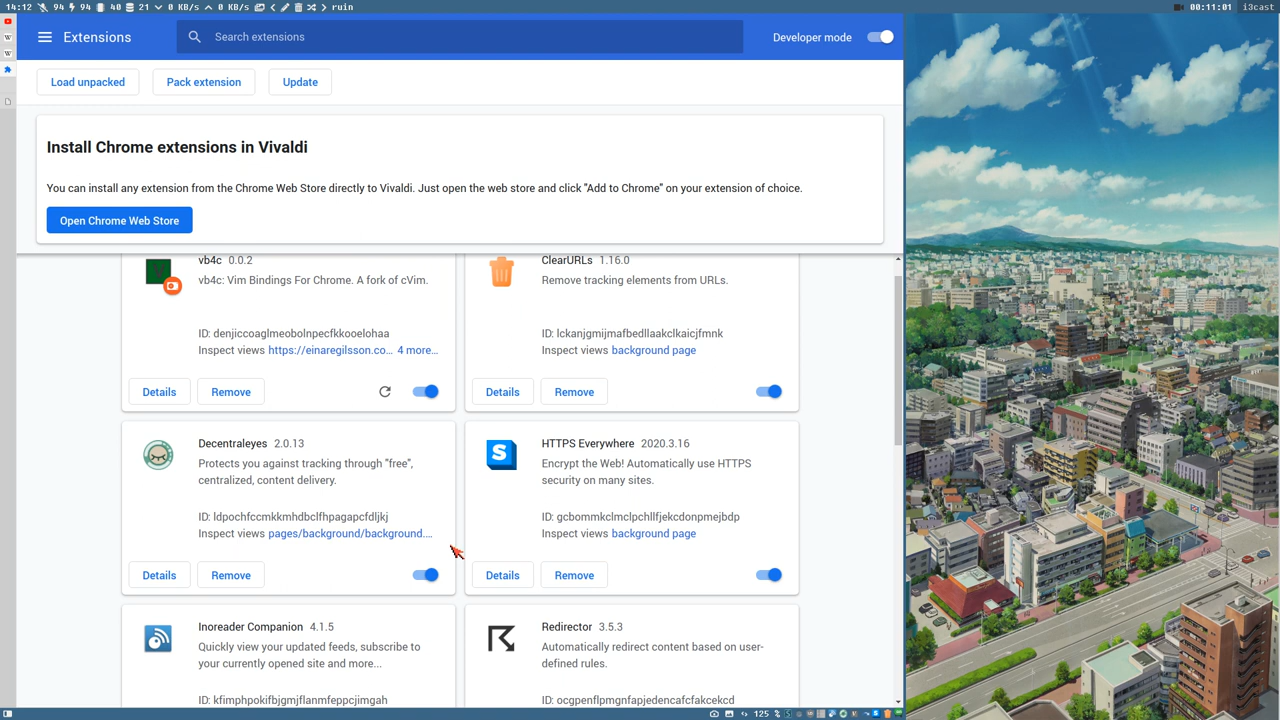 14:12 94 94 40 21 0 KB/s 0 KB/s ruin
00:11:01 i3cast
Extensions
Search extensions
Developer mode
Load unpacked
Pack extension
Update
Install Chrome extensions in Vivaldi
You can install any extension from the Chrome Web Store directly to Vivaldi. Just open the web store and click "Add to Chrome" on your extension of choice.
Open Chrome Web Store
vb4c 0.0.2
vb4c: Vim Bindings For Chrome. A fork of cVim.
ID: denjiccoaglmeobolnpecfkkooelohaa
Inspect views https://einaregilsson.co... 4 more...
Details
Remove
ClearURLs 1.16.0
Remove tracking elements from URLs.
ID: lckanjgmijmafbedllaakclkaicjfmnk
Inspect views background page
Details
Remove
Decentraleyes 2.0.13
Protects you against tracking through "free",
centralized, content delivery.
ID: ldpochfccmkkmhdbclfhpagapcfdljkj
Inspect views pages/background/background....
Details
Remove
HTTPS Everywhere 2020.3.16
Encrypt the Web! Automatically use HTTPS
security on many sites.
ID: gcbommkclmclpchllfjekcdonpmejbdp
Inspect views background page
Details
Remove
Inoreader Companion 4.1.5
Quickly view your updated feeds, subscribe to
your currently opened site and more...
ID: kfimphpokifbjgmjflanmfeppcjimgah
Redirector 3.5.3
Automatically redirect content based on user-
defined rules.
ID: ocgpenflpmgnfapjedencafcfakcekcd
125